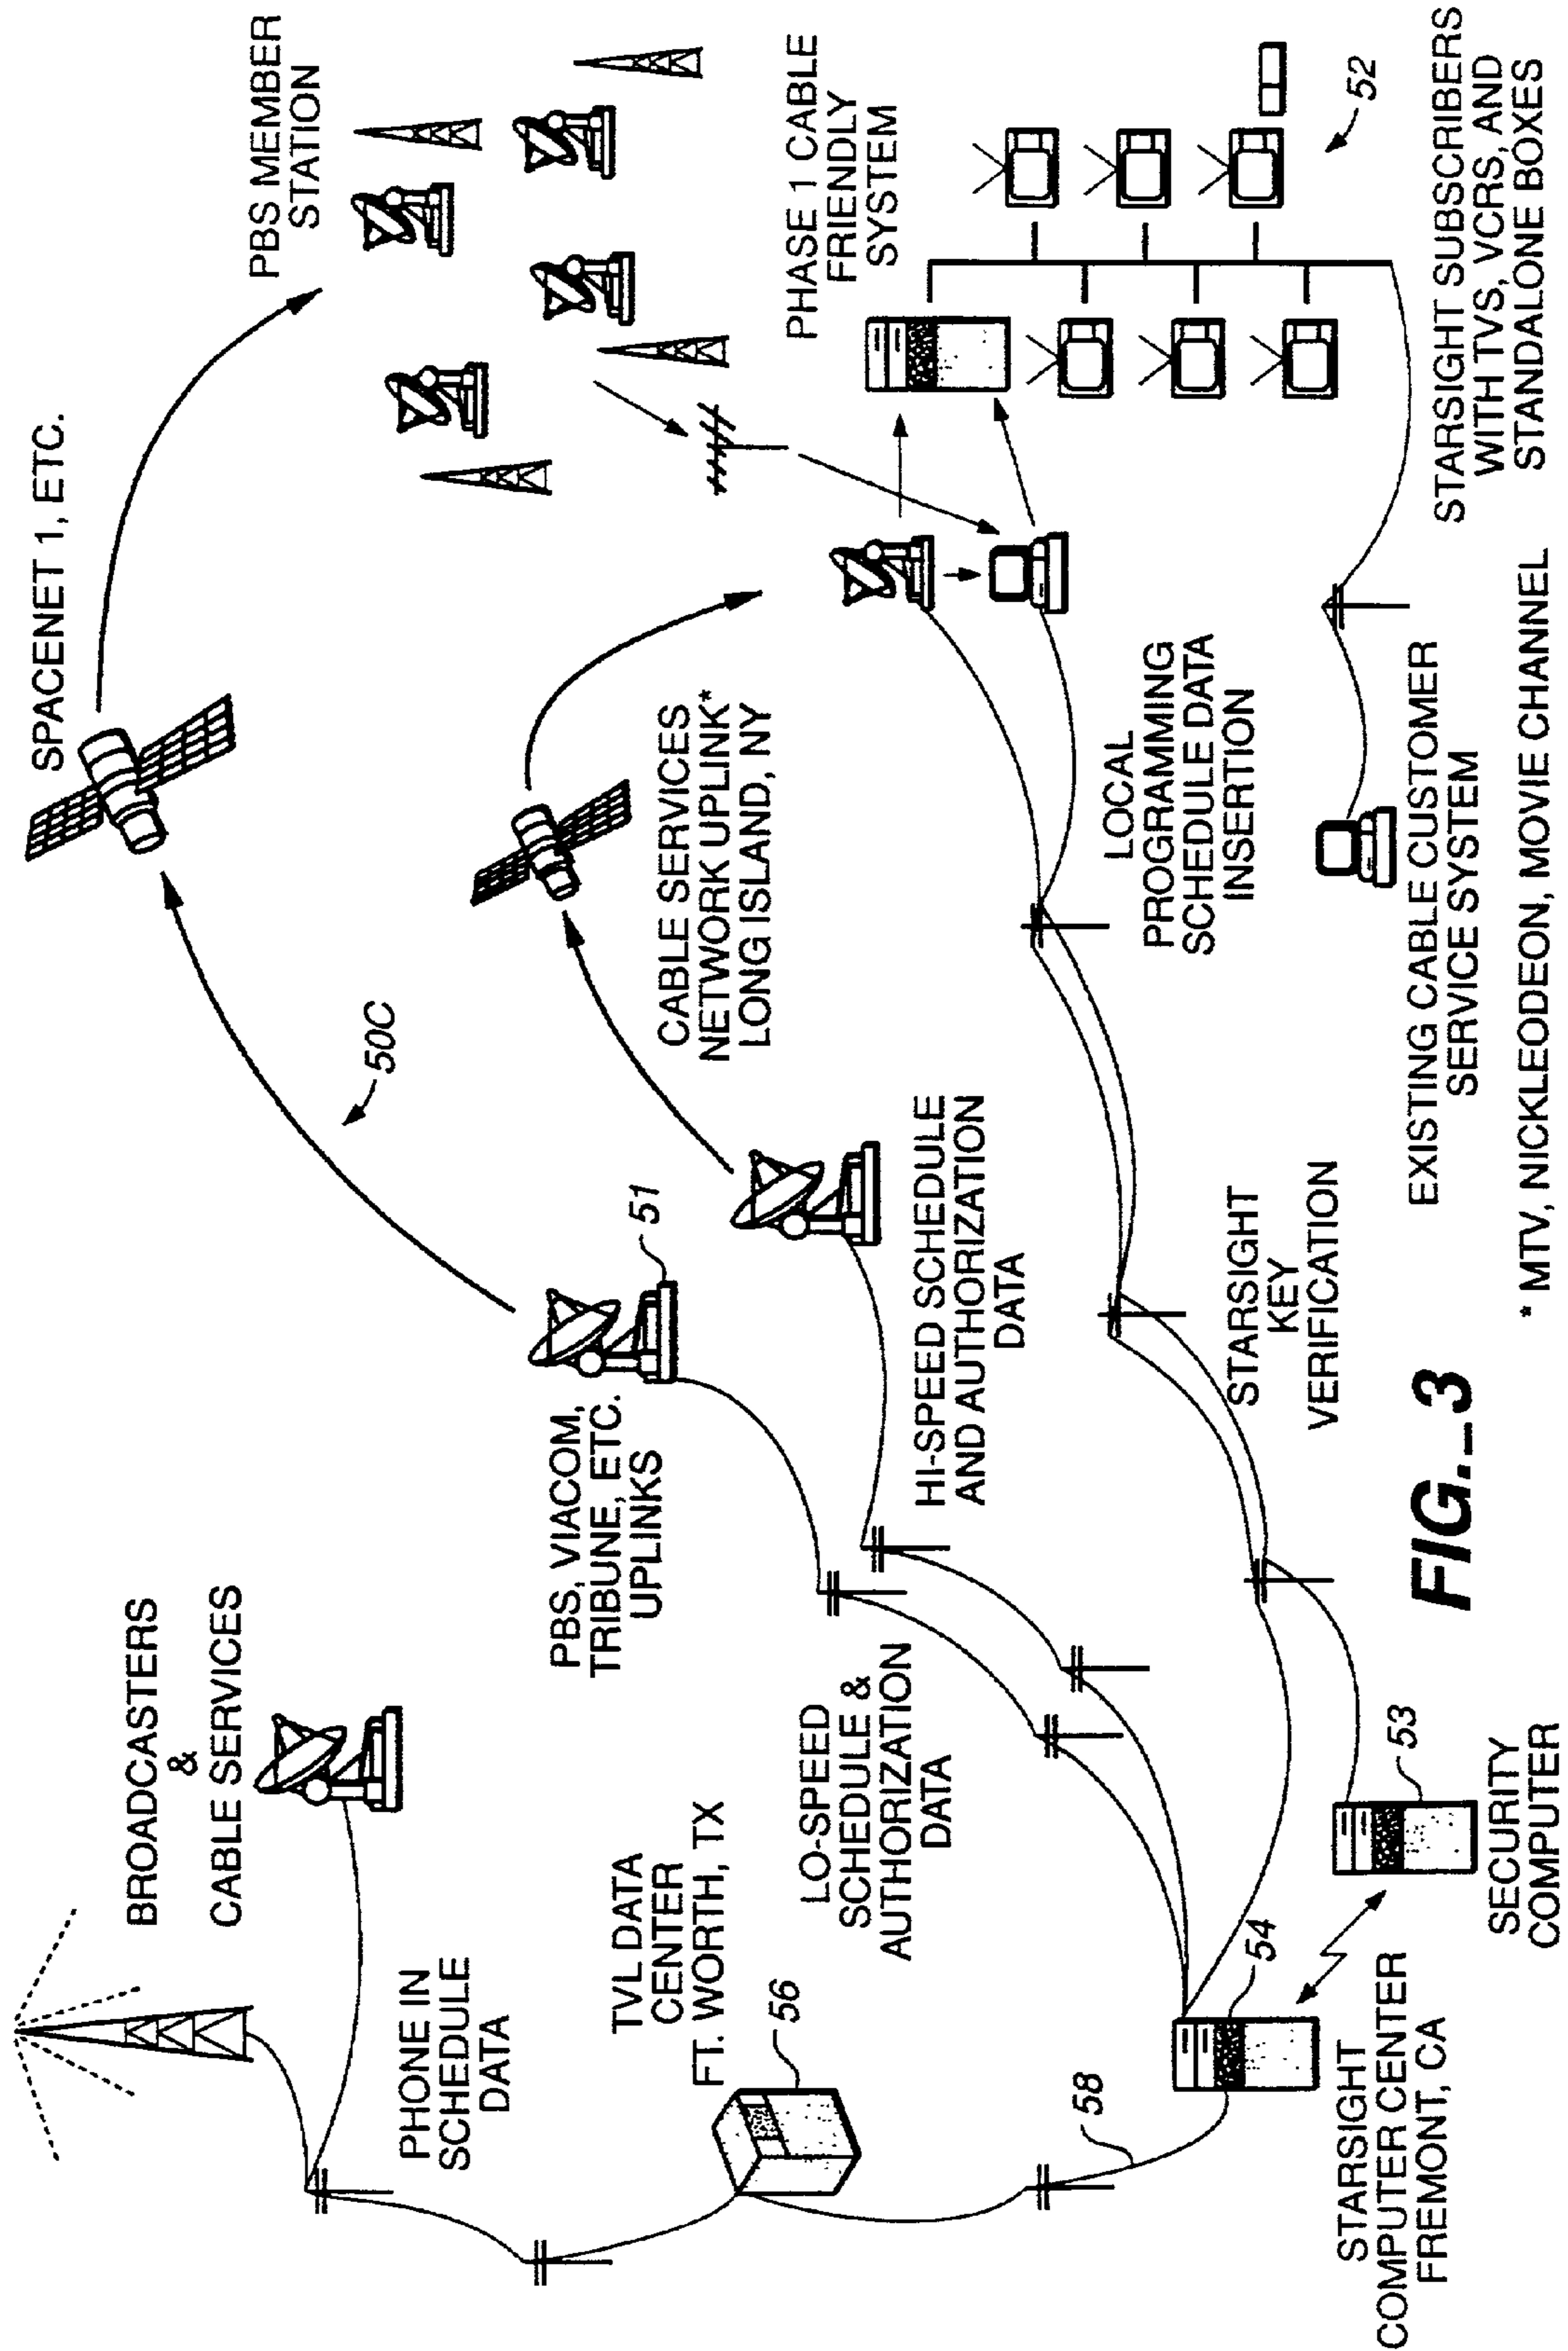 BROADCASTERS
&
CABLE SERVICES
PHONE IN
SCHEDULE
DATA
TVL DATA
CENTER
FT. WORTH, TX
56
58
STARSIGHT
COMPUTER CENTER
FREMONT, CA
54
SECURITY
COMPUTER
53
LO-SPEED
SCHEDULE &
AUTHORIZATION
DATA
PBS, VIACOM,
TRIBUNE, ETC.
UPLINKS
51
50C
HI-SPEED SCHEDULE
AND AUTHORIZATION
DATA
STARSIGHT
KEY
VERIFICATION
SPACENET 1, ETC.
CABLE SERVICES
NETWORK UPLINK*
LONG ISLAND, NY
LOCAL
PROGRAMMING
SCHEDULE DATA
INSERTION
EXISTING CABLE CUSTOMER
SERVICE SYSTEM
PBS MEMBER
STATION
PHASE 1 CABLE
FRIENDLY
SYSTEM
52
STARSIGHT SUBSCRIBERS
WITH TVS, VCRS, AND
STANDALONE BOXES
* MTV, NICKLEODEON, MOVIE CHANNEL
FIG._3